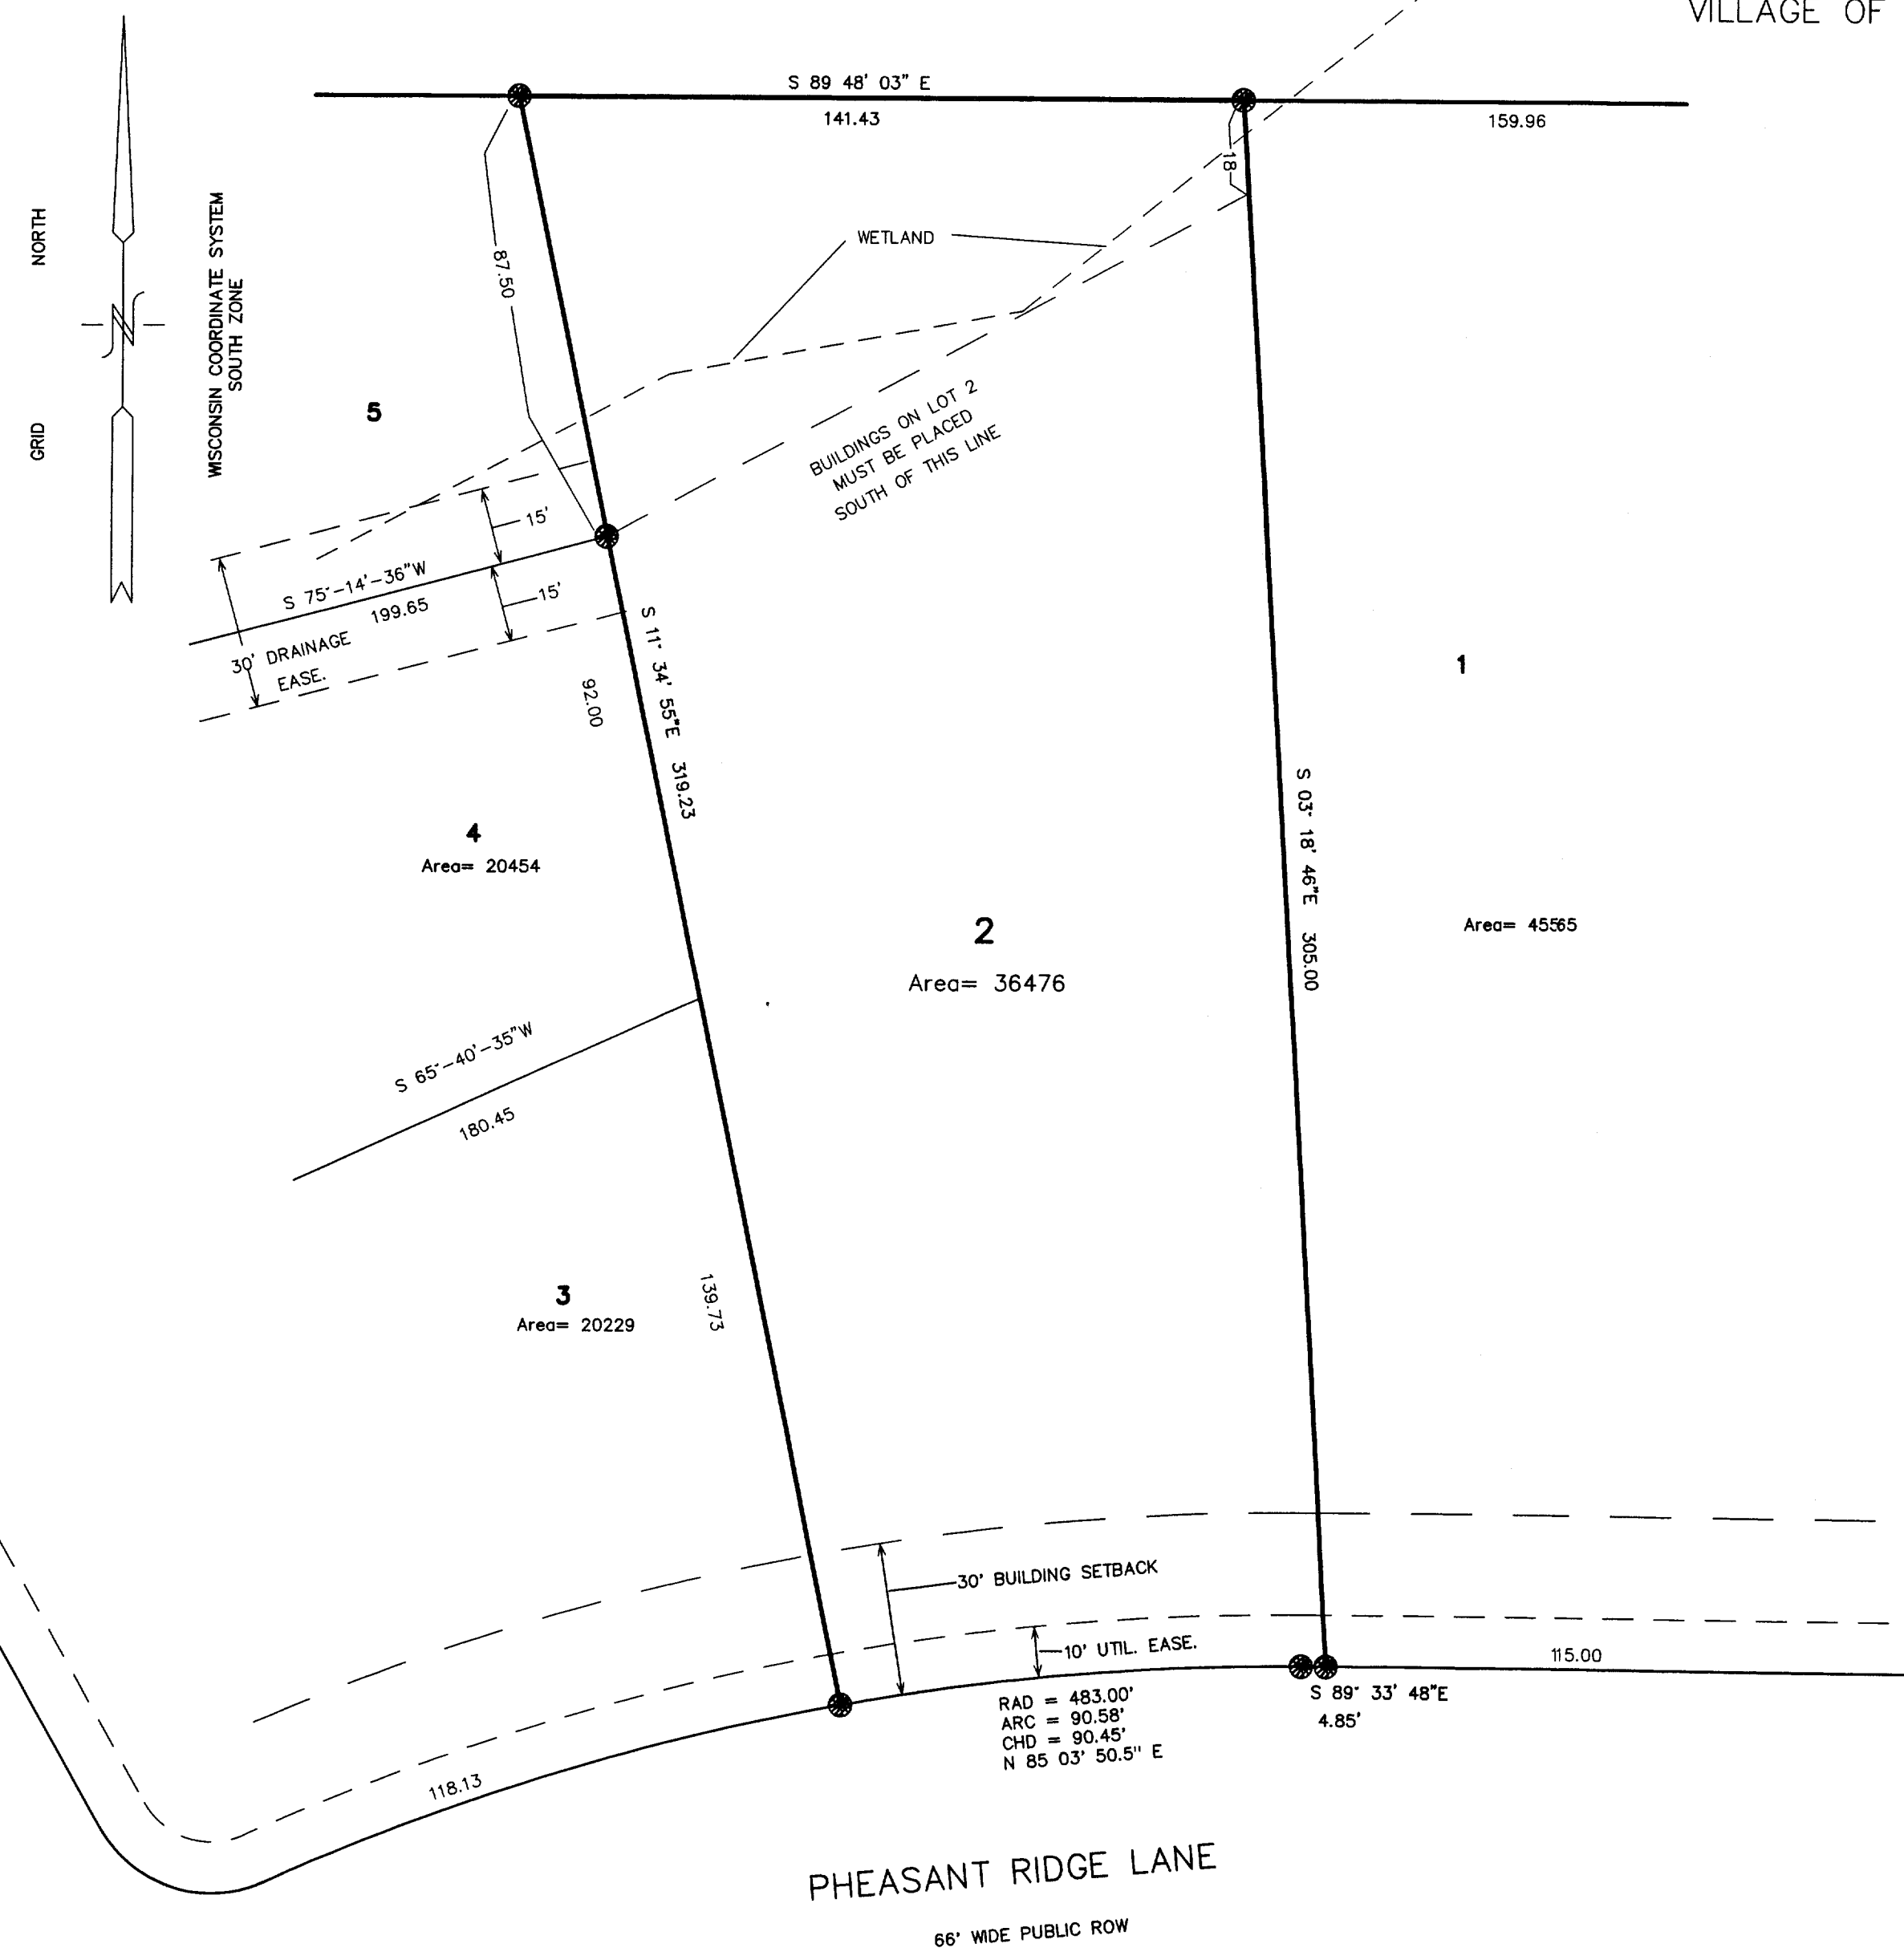 VILLAGE OF
S 89 48' 03" E
141.43
159.96
18
NORTH
GRID
WISCONSIN COORDINATE SYSTEM
SOUTH ZONE
WETLAND
87.50
5
BUILDINGS ON LOT 2
MUST BE PLACED
SOUTH OF THIS LINE
15'
15'
S 75°-14'-36"W
199.65
30' DRAINAGE
EASE.
S 11° 34' 55"E 319.23
92.00
1
S 03° 18' 46"E 305.00
4
Area= 20454
2
Area= 36476
Area= 45565
S 65°-40'-35"W
180.45
3
Area= 20229
139.73
30' BUILDING SETBACK
10' UTIL. EASE.
115.00
RAD = 483.00'
ARC = 90.58'
CHD = 90.45'
N 85 03' 50.5" E
S 89° 33' 48"E
4.85'
118.13
PHEASANT RIDGE LANE
66' WIDE PUBLIC ROW